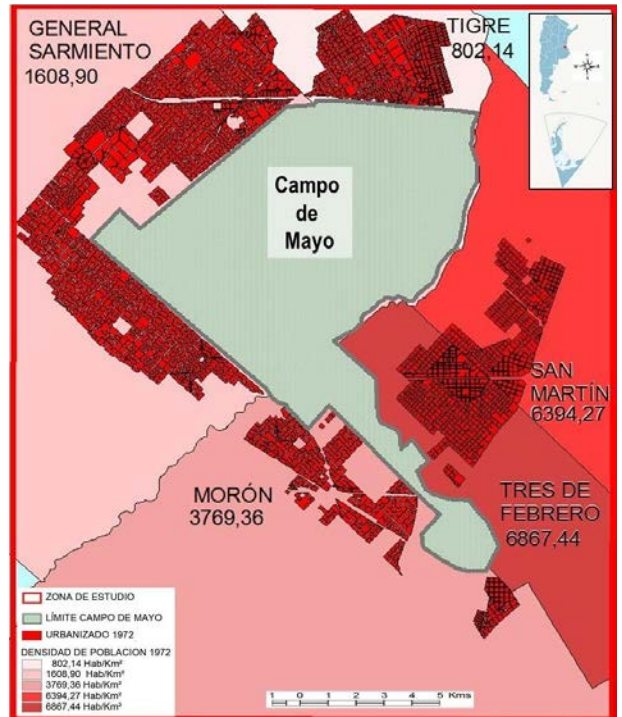 GENERAL
SARMIENTO
1608,90
TIGRE
802,14
Campo
de
Mayo
SAN
MARTÍN
6394,27
MORÓN
3769,36
TRES DE
FEBRERO
6867,44
ZONA DE ESTUDIO
LÍMITE CAMPO DE MAYO
URBANIZADO 1972
DENSIDAD DE POBLACION 1972
802,14 Hab/Km²
1608,90 Hab/Km²
3769,36 Hab/Km²
6394,27 Hab/Km²
6867,44 Hab/Km²
1 0 1 2 3 4 5 Kms